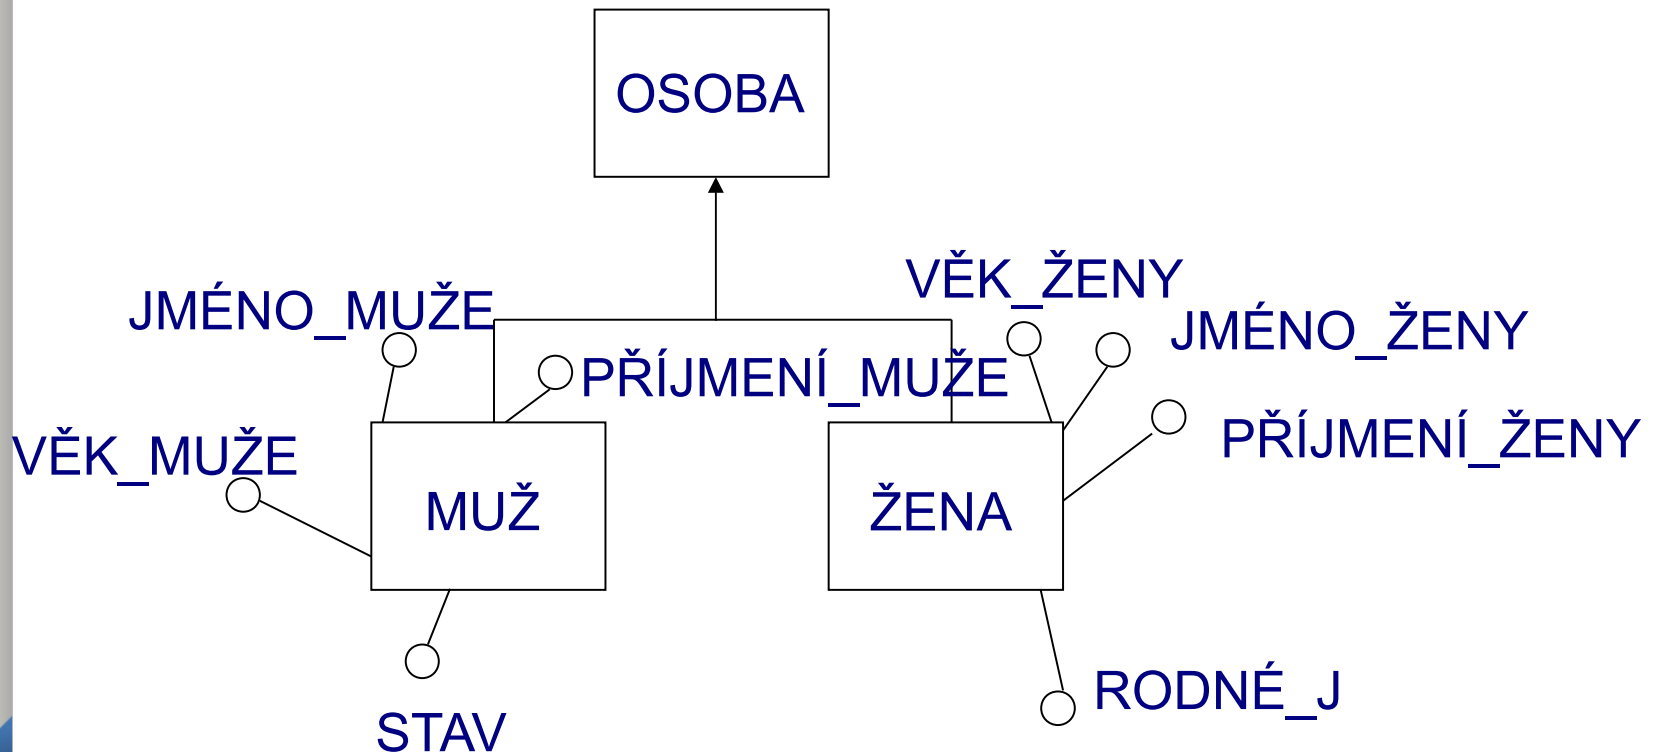 OSOBA
VĚK_ŽENY
JMÉNO_MUŽE
JMÉNO_ŽENY
PŘÍJMENÍ_MUŽE
PŘÍJMENÍ_ŽENY
VĚK_MUŽE
MUŽ
ŽENA
RODNÉ_J
STAV